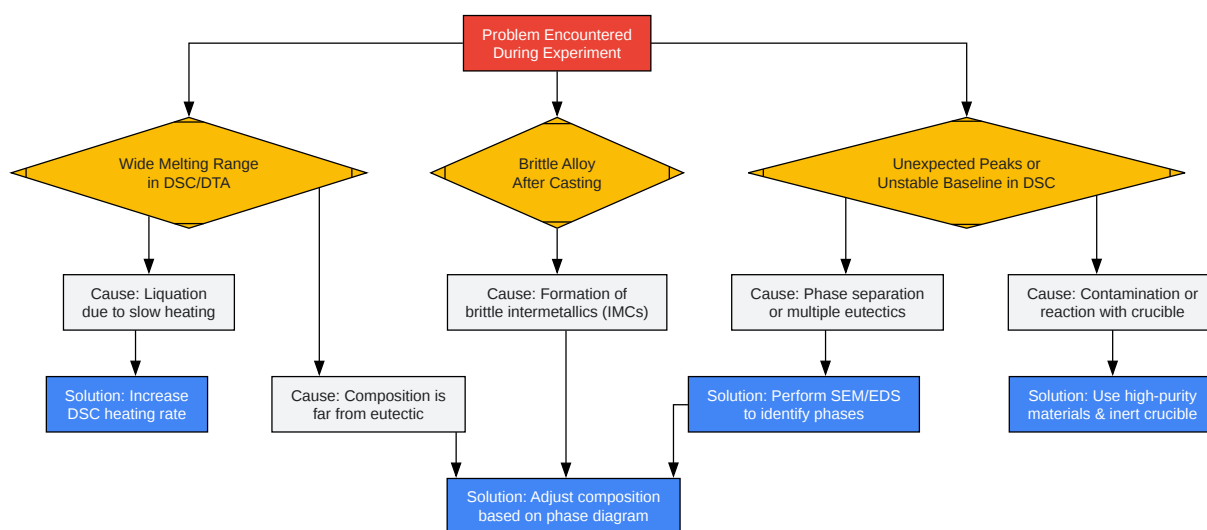 Problem Encountered
During Experiment
Wide Melting Range
in DSC/DTA
Brittle Alloy
After Casting
Unexpected Peaks or
Unstable Baseline in DSC
Cause: Liquation
due to slow heating
Cause: Formation of
brittle intermetallics (IMCs)
Cause: Phase separation
or multiple eutectics
Cause: Contamination or
reaction with crucible
Solution: Increase
DSC heating rate
Cause: Composition is
far from eutectic
Solution: Perform SEM/EDS
to identify phases
Solution: Use high-purity
materials & inert crucible
Solution: Adjust composition
based on phase diagram